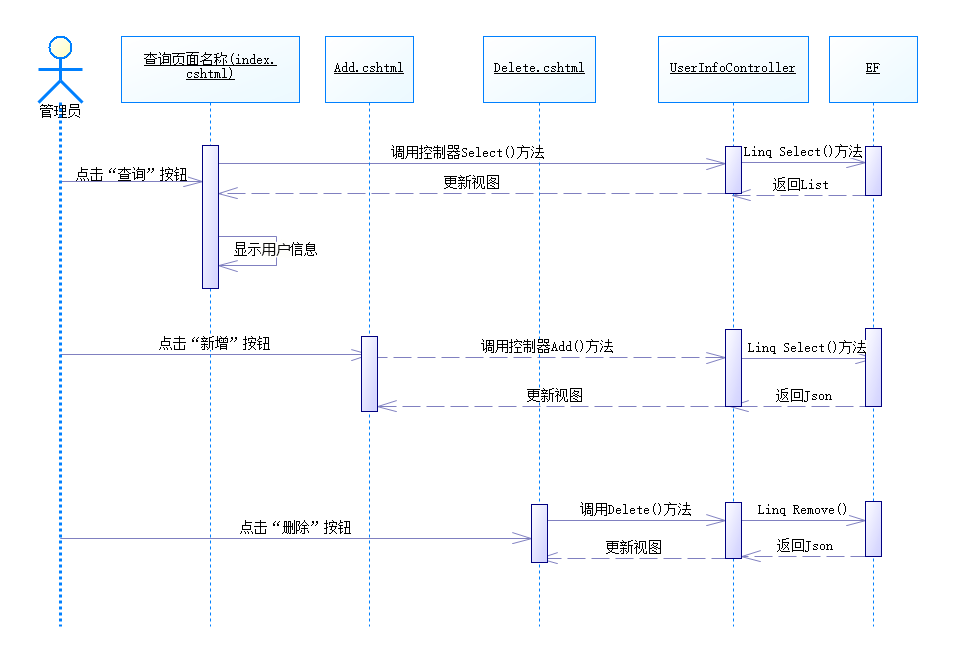 查询页面名称(index.
cshtml)
Add.cshtml
Delete.cshtml
UserInfoController
EF
管理员
调用控制器Select()方法
Linq Select()方法
点击“查询”按钮
更新视图
返回List
显示用户信息
点击“新增”按钮
调用控制器Add()方法
Linq Select()方法
更新视图
返回Json
点击“删除”按钮
调用Delete()方法
Linq Remove()
更新视图
返回Json